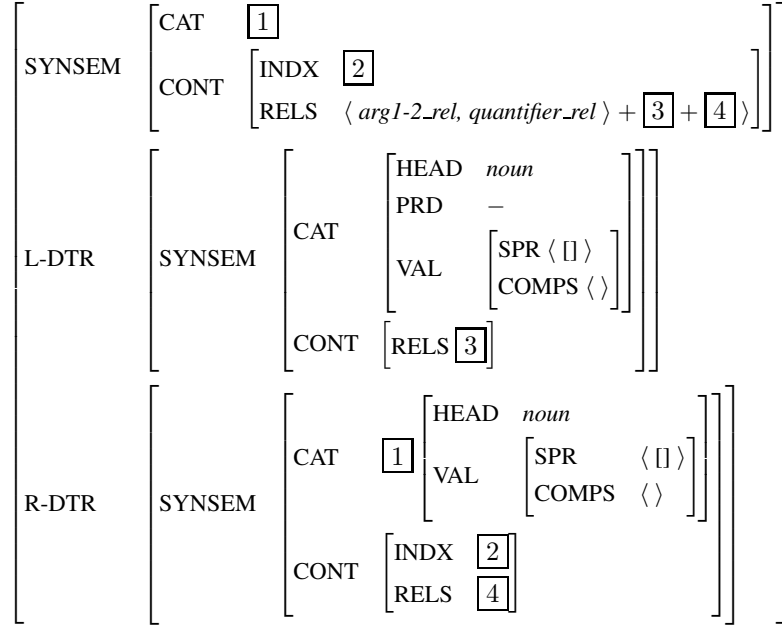 CAT 1
SYNSEM
INDX 2
CONT
RELS ⟨ arg1-2_rel, quantifier_rel ⟩ + 3 + 4 ⟩
HEAD noun
PRD −
CAT
SPR ⟨ [] ⟩
VAL
COMPS ⟨ ⟩
L-DTR SYNSEM
CONT RELS 3
HEAD noun
CAT 1
SPR ⟨ [] ⟩
VAL
COMPS ⟨ ⟩
R-DTR SYNSEM
INDX 2
CONT
RELS 4